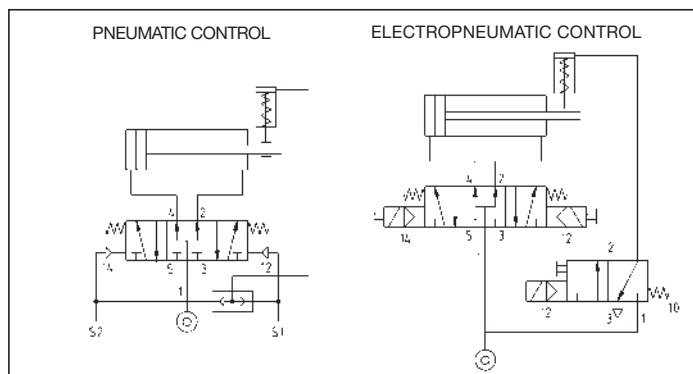 PNEUMATIC CONTROL
ELECTROPNEUMATIC CONTROL
4 2
14 5 3 12
1
S2 S1
4 2
14 5 3 12
2
12 3 1 10